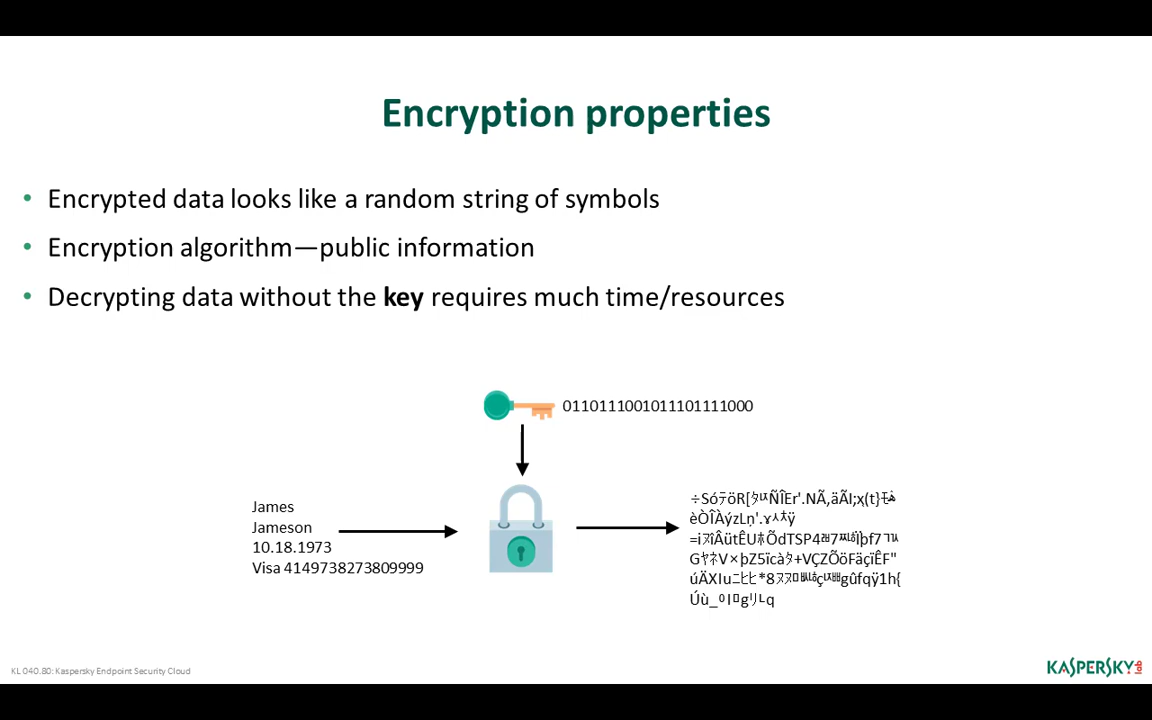 Encryption properties
• Encrypted data looks like a random string of symbols
• Encryption algorithm—public information
• Decrypting data without the key requires much time/resources
0110111001011101111000
James
Jameson
10.18.1973
Visa 4149738273809999
KL 040.80: Kaspersky Endpoint Security Cloud
KASPERSKY lab